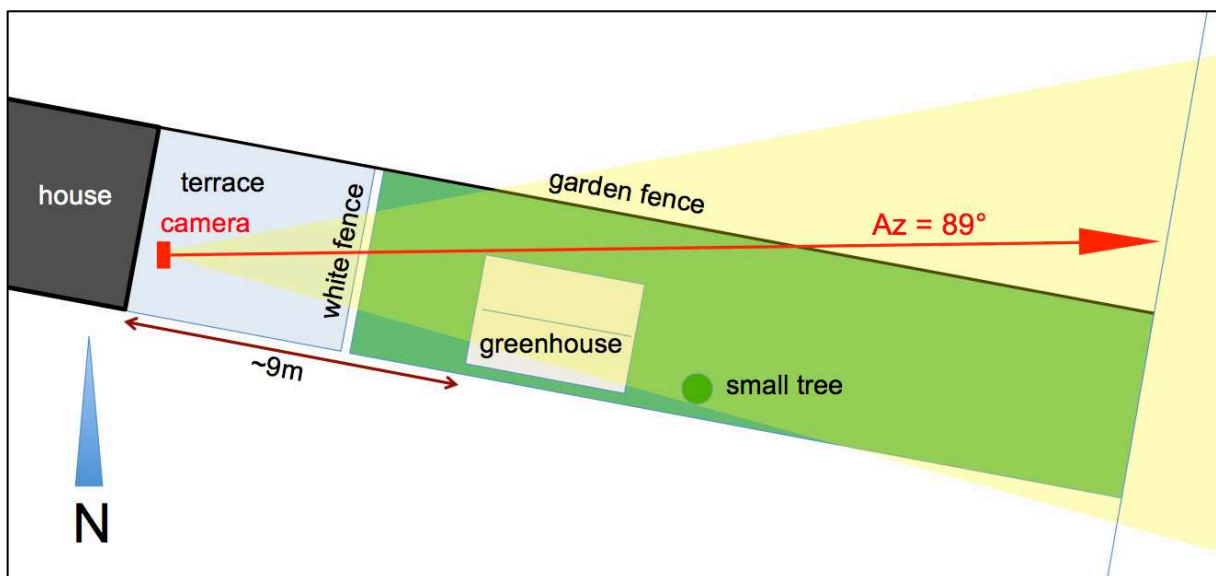 house
terrace
camera
white fence
garden fence
Az = 89°
greenhouse
small tree
~9m
N